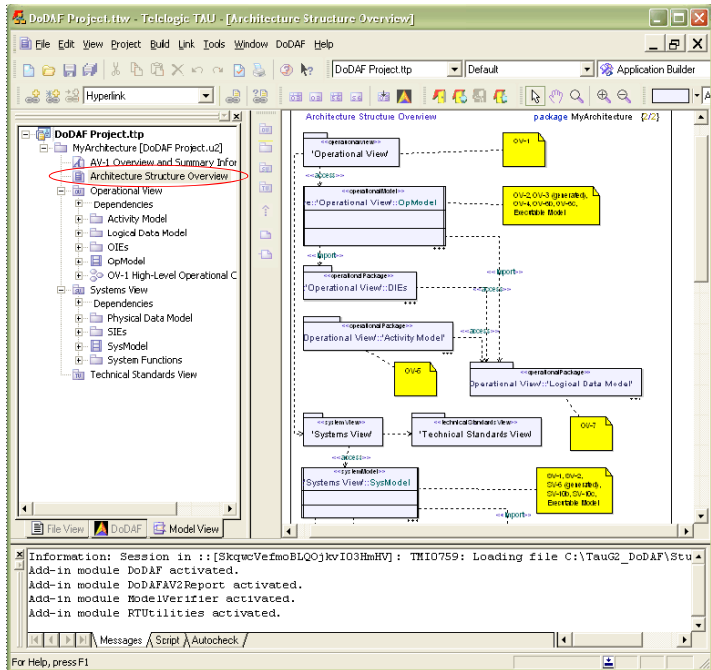 DoDAF Project.ttw - Telelogic TAU - [Architecture Structure Overview]
File Edit View Project Build Link Tools Window DoDAF Help
DoDAF Project.ttp Default Application Builder
Hyperlink
DoDAF Project.ttp
MyArchitecture [DoDAF Project.u2]
AV-1 Overview and Summary Infor
Architecture Structure Overview
Operational View
Dependencies
Activity Model
Logical Data Model
OIEs
OpModel
OV-1 High-Level Operational C
Systems View
Dependencies
Physical Data Model
SIEs
SysModel
System Functions
Technical Standards View
File View DoDAF Model View
Architecture Structue Overview package MyArchitecture {2/2}
<<operationalView>>
'Operational View'
OV-1
<<access>>
<<operationalModel>>
e::'Operational View'::OpModel
OV-2,OV-3 (generated),
OV-4,OV-6b,OV-6c,
Executable Model
<<import>>
<<operationalPackage>>
'Operational View'::OIEs
<<import>>
<<access>>
<<operationalPackage>>
Operational View'::'Activity Model'
<<access>>
OV-5
<<operationalPackage>>
Operational View'::'Logical Data Model'
OV-7
<<systemView>>
'Systems View'
<<technicalStandardsView>>
'Technical Standards View'
<<access>>
<<systemModel>>
'Systems View'::SysModel
SV-1,SV-2,
SV-6 (generated),
SV-10b, SV-10c,
Executable Model
<<import>>
Information: Session in ::[SkqwcVefmoBLQOjkvI03HmHV]: TMI0759: Loading file C:\TauG2_DoDAF\Stu
Add-in module DoDAF activated.
Add-in module DoDAFAV2Report activated.
Add-in module ModelVerifier activated.
Add-in module RTUtilities activated.
Messages Script Autocheck
For Help, press F1